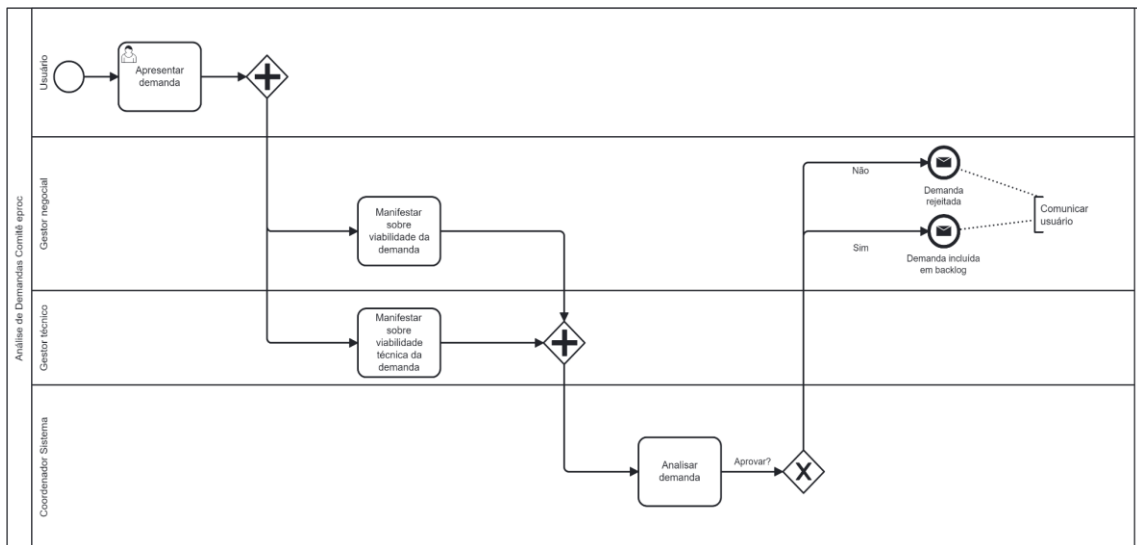 Análise de Demandas Comitê eproc
Usuário
Apresentar
demanda
Gestor negocial
Manifestar
sobre
viabilidade da
demanda
Não
Demanda
rejeitada
Sim
Demanda incluída
em backlog
Comunicar
usuário
Gestor técnico
Manifestar
sobre
viabilidade
técnica da
demanda
Coordenador Sistema
Analisar
demanda
Aprovar?